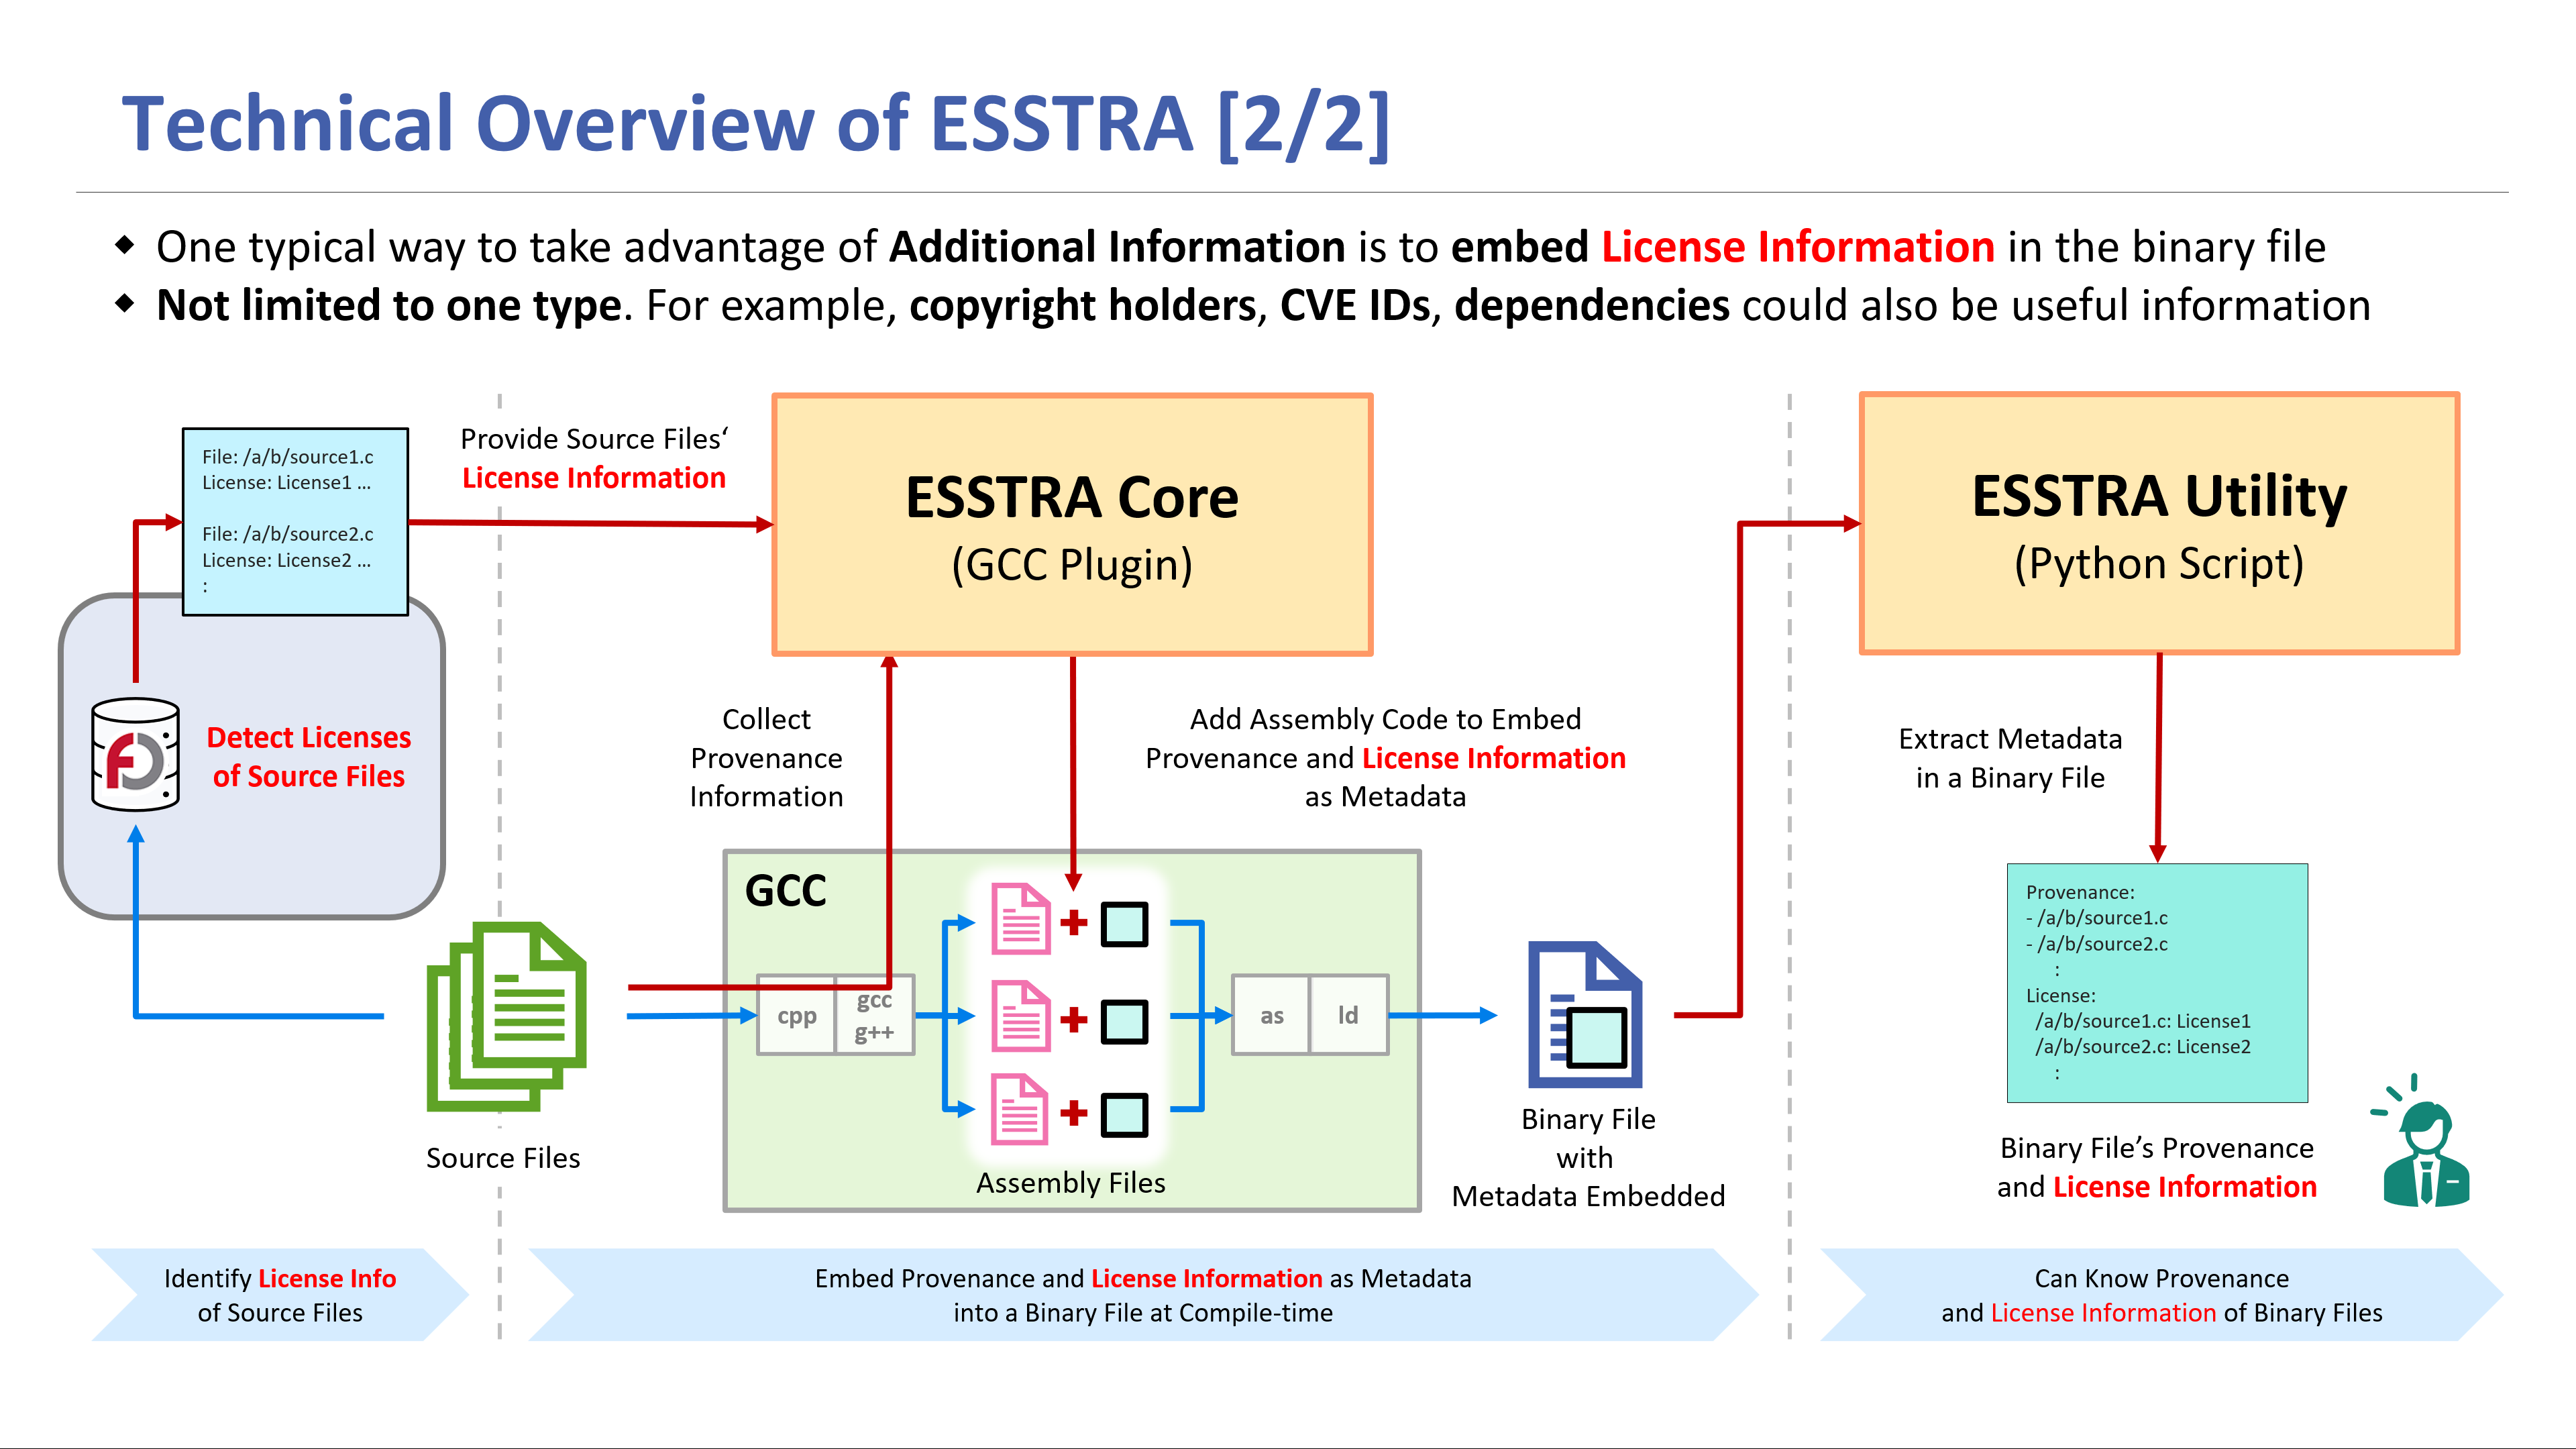 Technical Overview of ESSTRA [2/2]
One typical way to take advantage of Additional Information is to embed License Information in the binary file
Not limited to one type. For example, copyright holders, CVE IDs, dependencies could also be useful information
File: /a/b/source1.c
License: License1 ...
File: /a/b/source2.c
License: License2 ...
:
Provide Source Files‘
License Information
ESSTRA Core
(GCC Plugin)
ESSTRA Utility
(Python Script)
Detect Licenses
of Source Files
Collect
Provenance
Information
Add Assembly Code to Embed
Provenance and License Information
as Metadata
Extract Metadata
in a Binary File
GCC
cpp
gcc
g++
as
ld
Assembly Files
Source Files
Binary File
with
Metadata Embedded
Provenance:
- /a/b/source1.c
- /a/b/source2.c
:
License:
/a/b/source1.c: License1
/a/b/source2.c: License2
:
Binary File’s Provenance
and License Information
Identify License Info
of Source Files
Embed Provenance and License Information as Metadata
into a Binary File at Compile-time
Can Know Provenance
and License Information of Binary Files